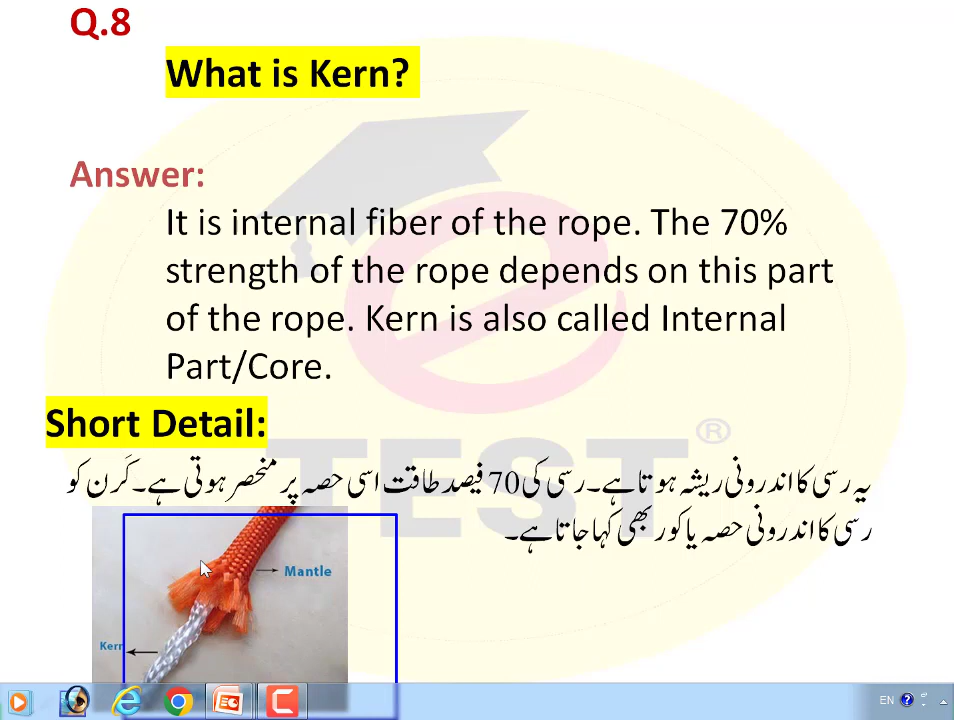 Q.8
What is Kern?
Answer:
It is internal fiber of the rope. The 70%
strength of the rope depends on this part
of the rope. Kern is also called Internal
Part/Core.
Short Detail:
یہ رسی کا اندرونی ریشہ ہوتا ہے۔ رسی کی 70 فیصد طاقت اسی حصہ پر منحصر ہوتی ہے۔ کَرن کو
رسی کا اندرونی حصہ یا کور بھی کہا جاتا ہے۔
Mantle
Kern
TEST ®
EN